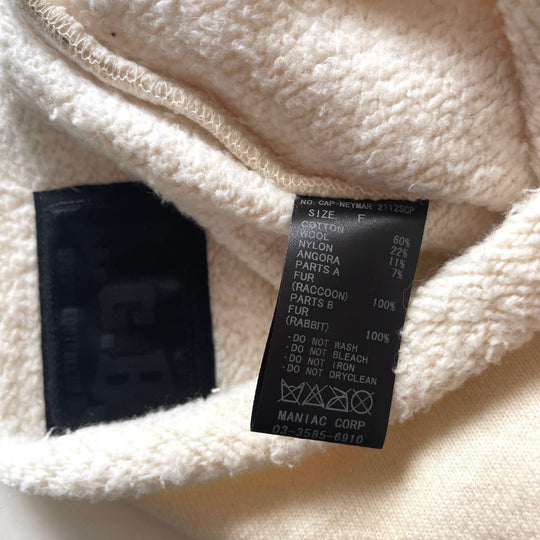 NO. CAP-NEYMAR 2112SCP
SIZE. F
COTTON 60%
WOOL 22%
NYLON 11%
ANGORA 7%
PARTS A
FUR
(RACCOON) 100%
PARTS B
FUR
(RABBIT) 100%
·DO NOT WASH
·DO NOT BLEACH
·DO NOT IRON
·DO NOT DRYCLEAN
MANIAC CORP
03-3585-6910